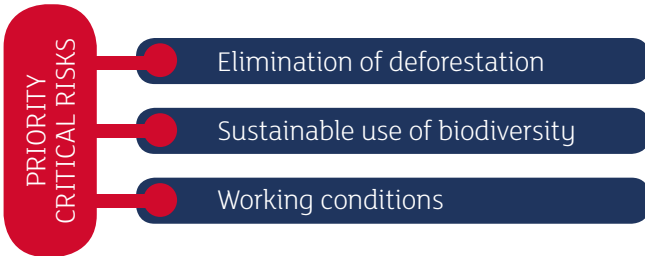 PRIORITY
CRITICAL RISKS
Elimination of deforestation
Sustainable use of biodiversity
Working conditions